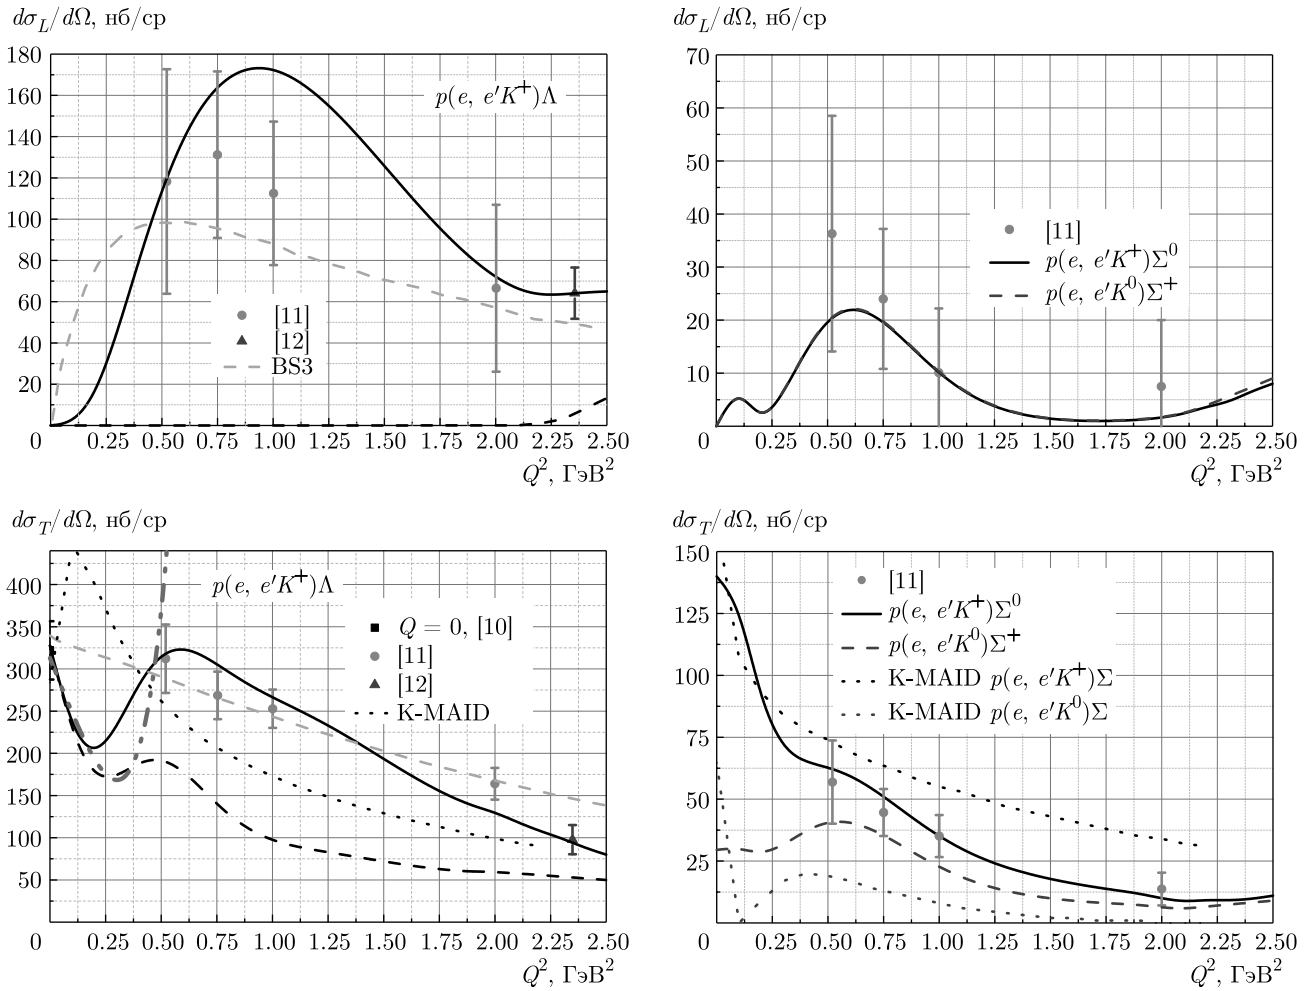 dσ_L/dΩ, нб/ср
180
160
140
120
100
80
60
40
20
0
0.25 0.50 0.75 1.00 1.25 1.50 1.75 2.00 2.25 2.50
Q², ГэВ²
p(e, e′K⁺)Λ
[11]
[12]
BS3
dσ_L/dΩ, нб/ср
70
60
50
40
30
20
10
0
0.25 0.50 0.75 1.00 1.25 1.50 1.75 2.00 2.25 2.50
Q², ГэВ²
[11]
p(e, e′K⁺)Σ⁰
p(e, e′K⁰)Σ⁺
dσ_T/dΩ, нб/ср
400
350
300
250
200
150
100
50
0
0.25 0.50 0.75 1.00 1.25 1.50 1.75 2.00 2.25 2.50
Q², ГэВ²
p(e, e′K⁺)Λ
Q = 0, [10]
[11]
[12]
K-MAID
dσ_T/dΩ, нб/ср
150
125
100
75
50
25
0
0.25 0.50 0.75 1.00 1.25 1.50 1.75 2.00 2.25 2.50
Q², ГэВ²
[11]
p(e, e′K⁺)Σ⁰
p(e, e′K⁰)Σ⁺
K-MAID p(e, e′K⁺)Σ
K-MAID p(e, e′K⁰)Σ